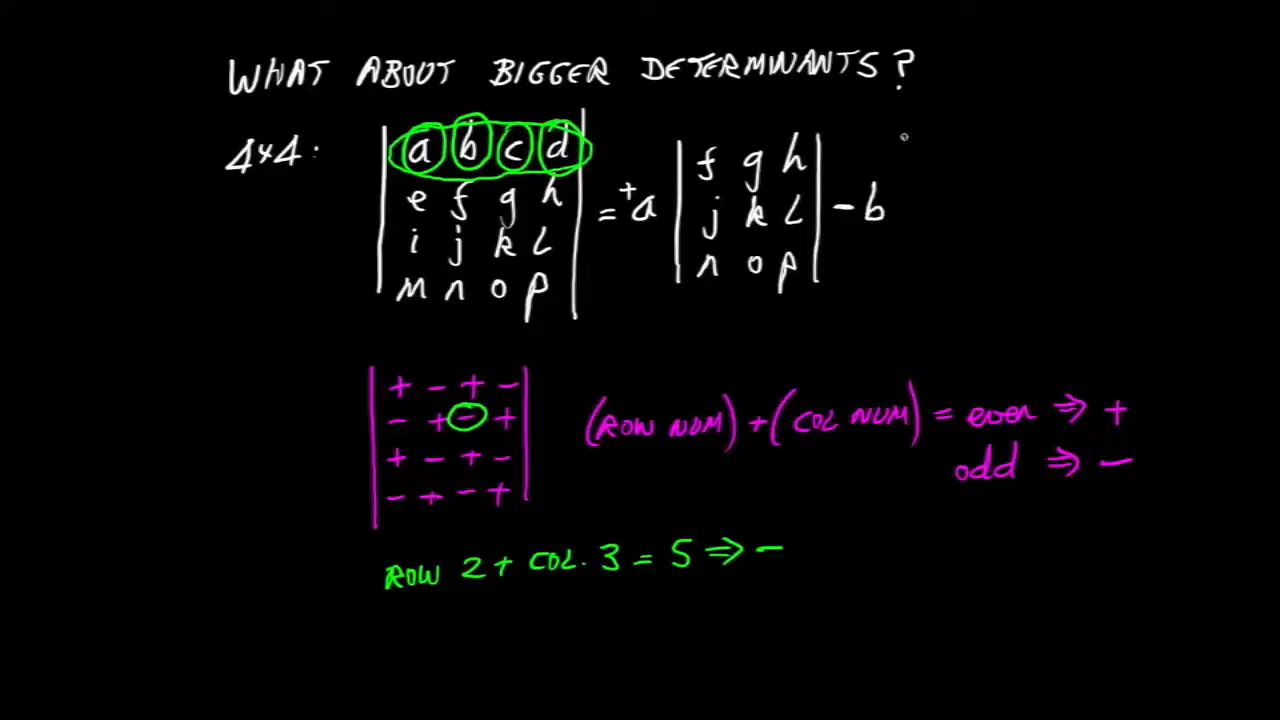 WHAT ABOUT BIGGER DETERMINANTS?
4×4: | a b c d |
| e f g h | = +a | f g h | - b
| i j k l | | j k l |
| m n o p | | n o p |
| + - + - |
| - + - + | (ROW NUM) + (COL NUM) = even ⇒ +
| + - + - | odd ⇒ -
| - + - + |
ROW 2 + COL. 3 = 5 ⇒ -